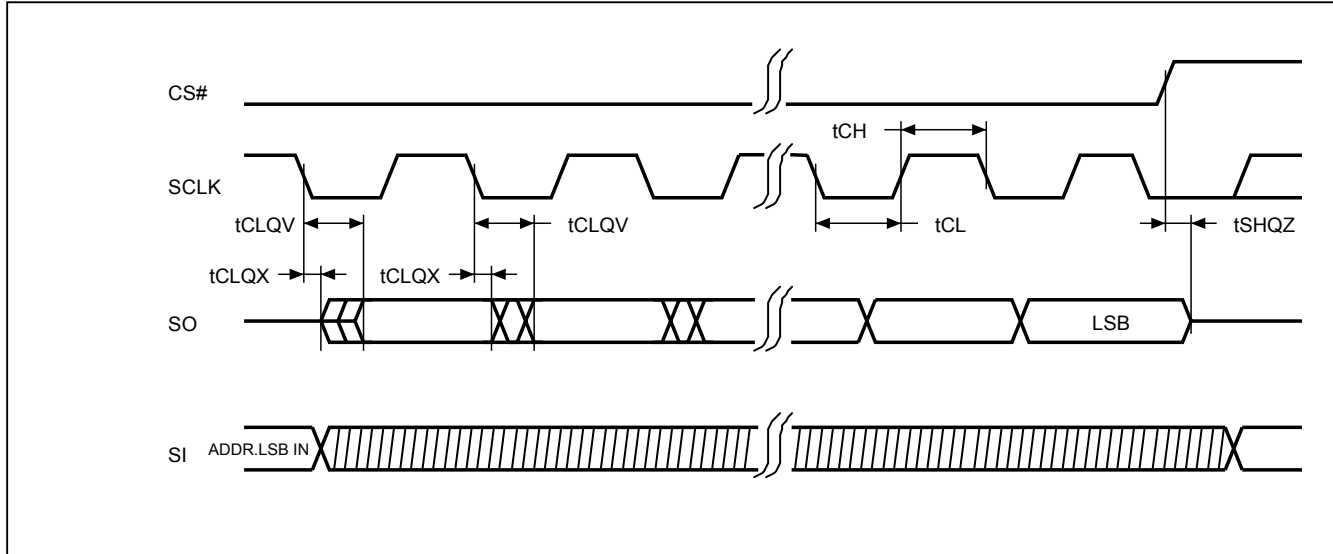 CS#
tCH
SCLK
tCLQV
tCLQV
tCL
tSHQZ
tCLQX
tCLQX
SO
LSB
SI
ADDR.LSB IN